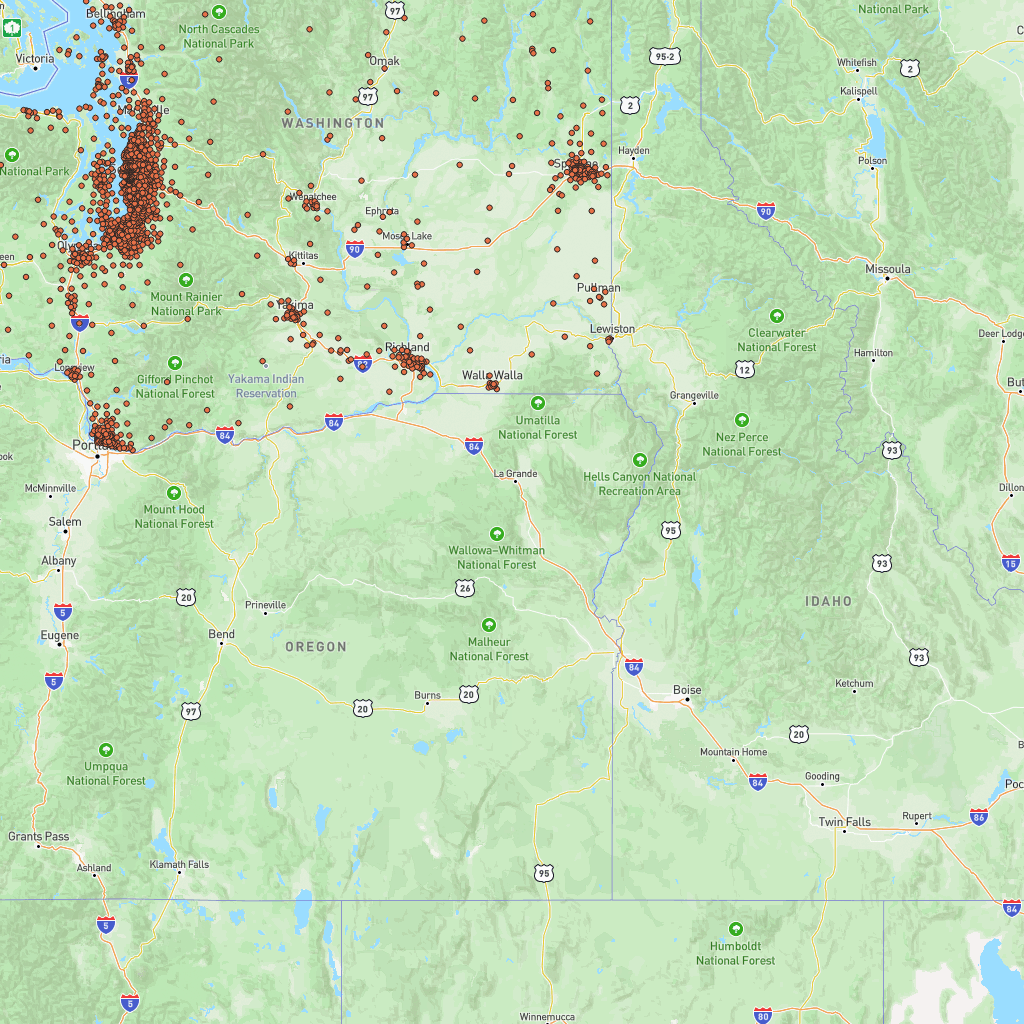 97
Bellingham
1
North Cascades
National Park
National Park
Victoria
Omak
95-2
Whitefish
2
Kalispell
97
2
WASHINGTON
National Park
Hayden
Polson
Wenatchee
Ephrata
90
Moses Lake
90
Kittitas
Missoula
Mount Rainier
National Park
Pullman
Yakima
Clearwater
National Forest
Lewiston
Deer Lodge
Richland
Hamilton
Longview
Gifford Pinchot
National Forest
Yakama Indian
Reservation
Walla Walla
12
Grangeville
84
84
Umatilla
National Forest
Nez Perce
National Forest
84
93
La Grande
Hells Canyon National
Recreation Area
McMinnville
Mount Hood
National Forest
Dillon
Salem
95
Wallowa–Whitman
National Forest
Albany
93
15
26
20
IDAHO
Prineville
5
Eugene
Bend
OREGON
Malheur
National Forest
93
5
84
Ketchum
Burns
20
Boise
20
97
20
Umpqua
National Forest
Mountain Home
84
Gooding
86
Rupert
Twin Falls
Grants Pass
Ashland
Klamath Falls
95
84
5
Humboldt
National Forest
5
80
Winnemucca